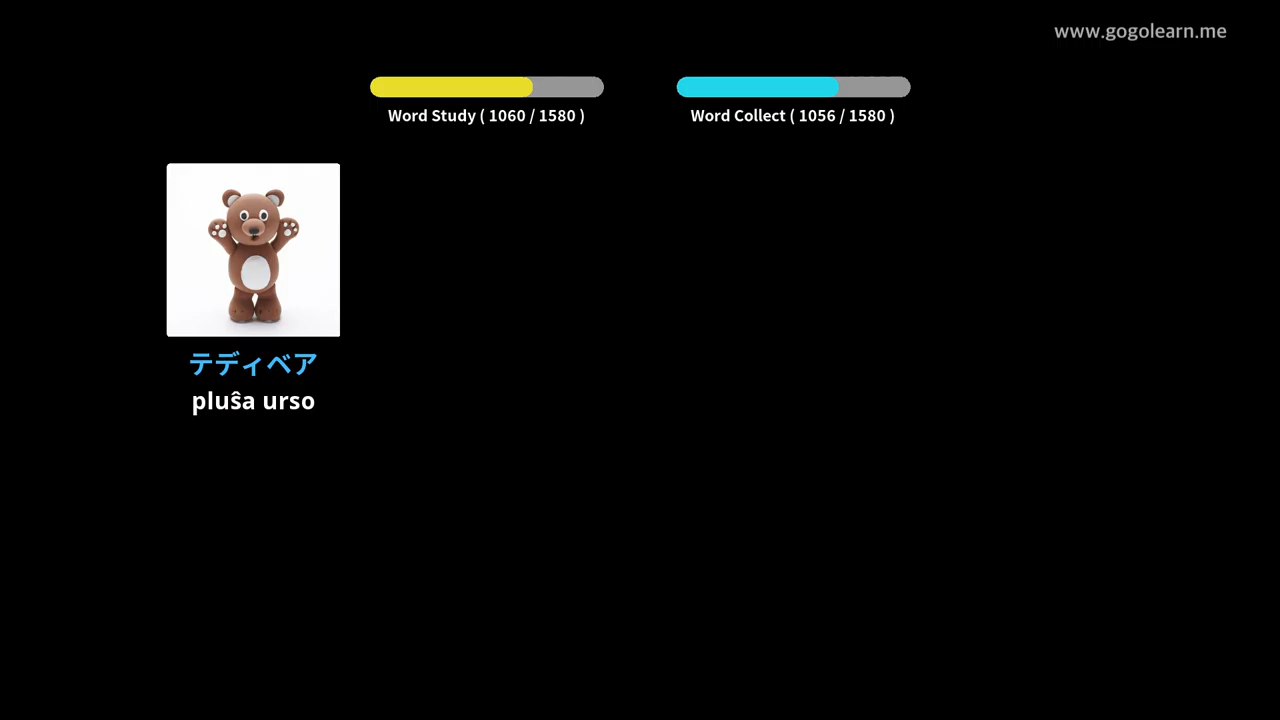 www.gogolearn.me
Word Study ( 1060 / 1580 )
Word Collect ( 1056 / 1580 )
テディベア
pluŝa urso